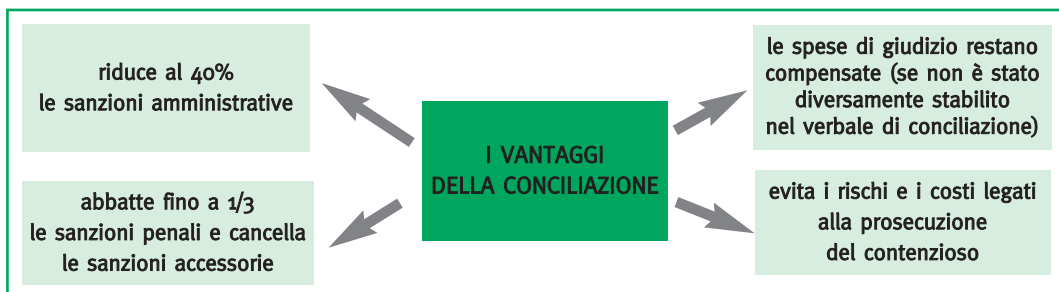 riduce al 40%
le sanzioni amministrative
le spese di giudizio restano
compensate (se non è stato
diversamente stabilito
nel verbale di conciliazione)
I VANTAGGI
DELLA CONCILIAZIONE
abbatte fino a 1/3
le sanzioni penali e cancella
le sanzioni accessorie
evita i rischi e i costi legati
alla prosecuzione
del contenzioso